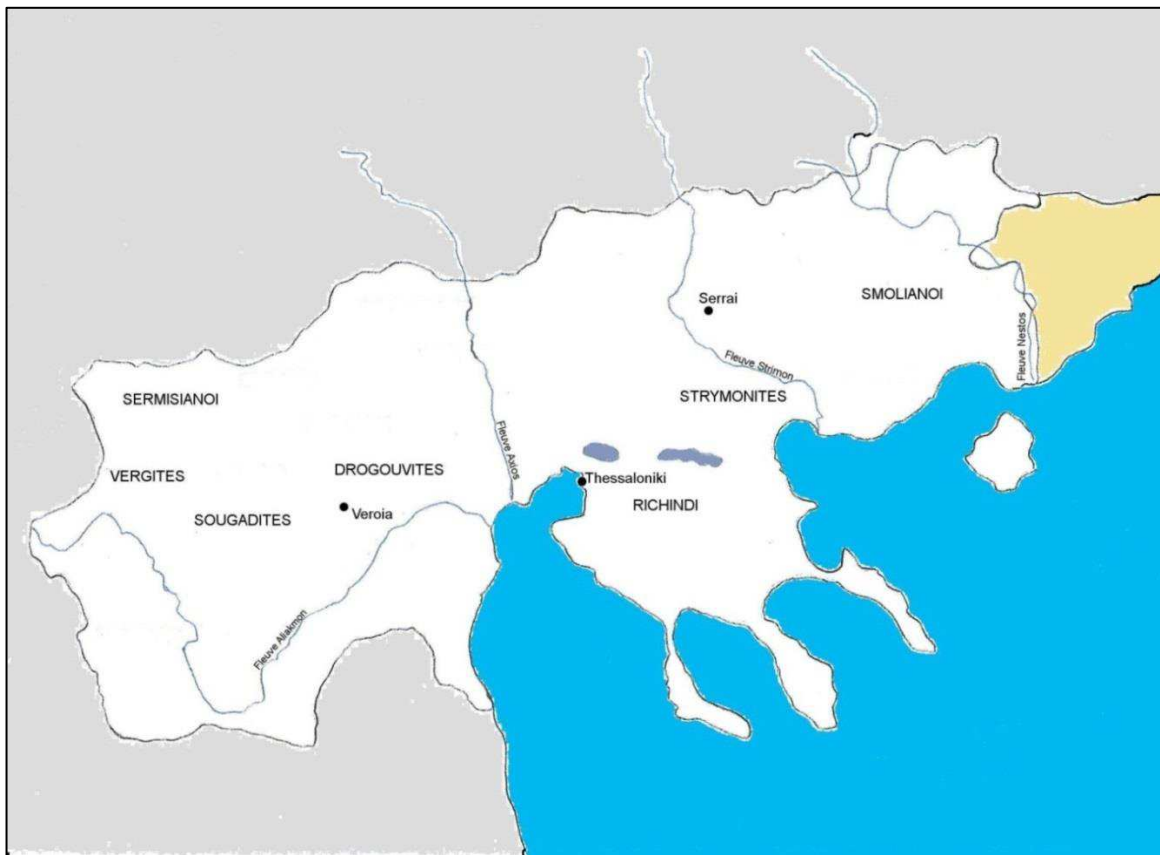 SMOLIANOI
Serrai
Fleuve Nestos
Fleuve Strimon
STRYMONITES
SERMISIANOI
Fleuve Axios
VERGITES
DROGOUVITES
Thessaloniki
RICHINDI
SOUGADITES
Veroia
Fleuve Aliakmon